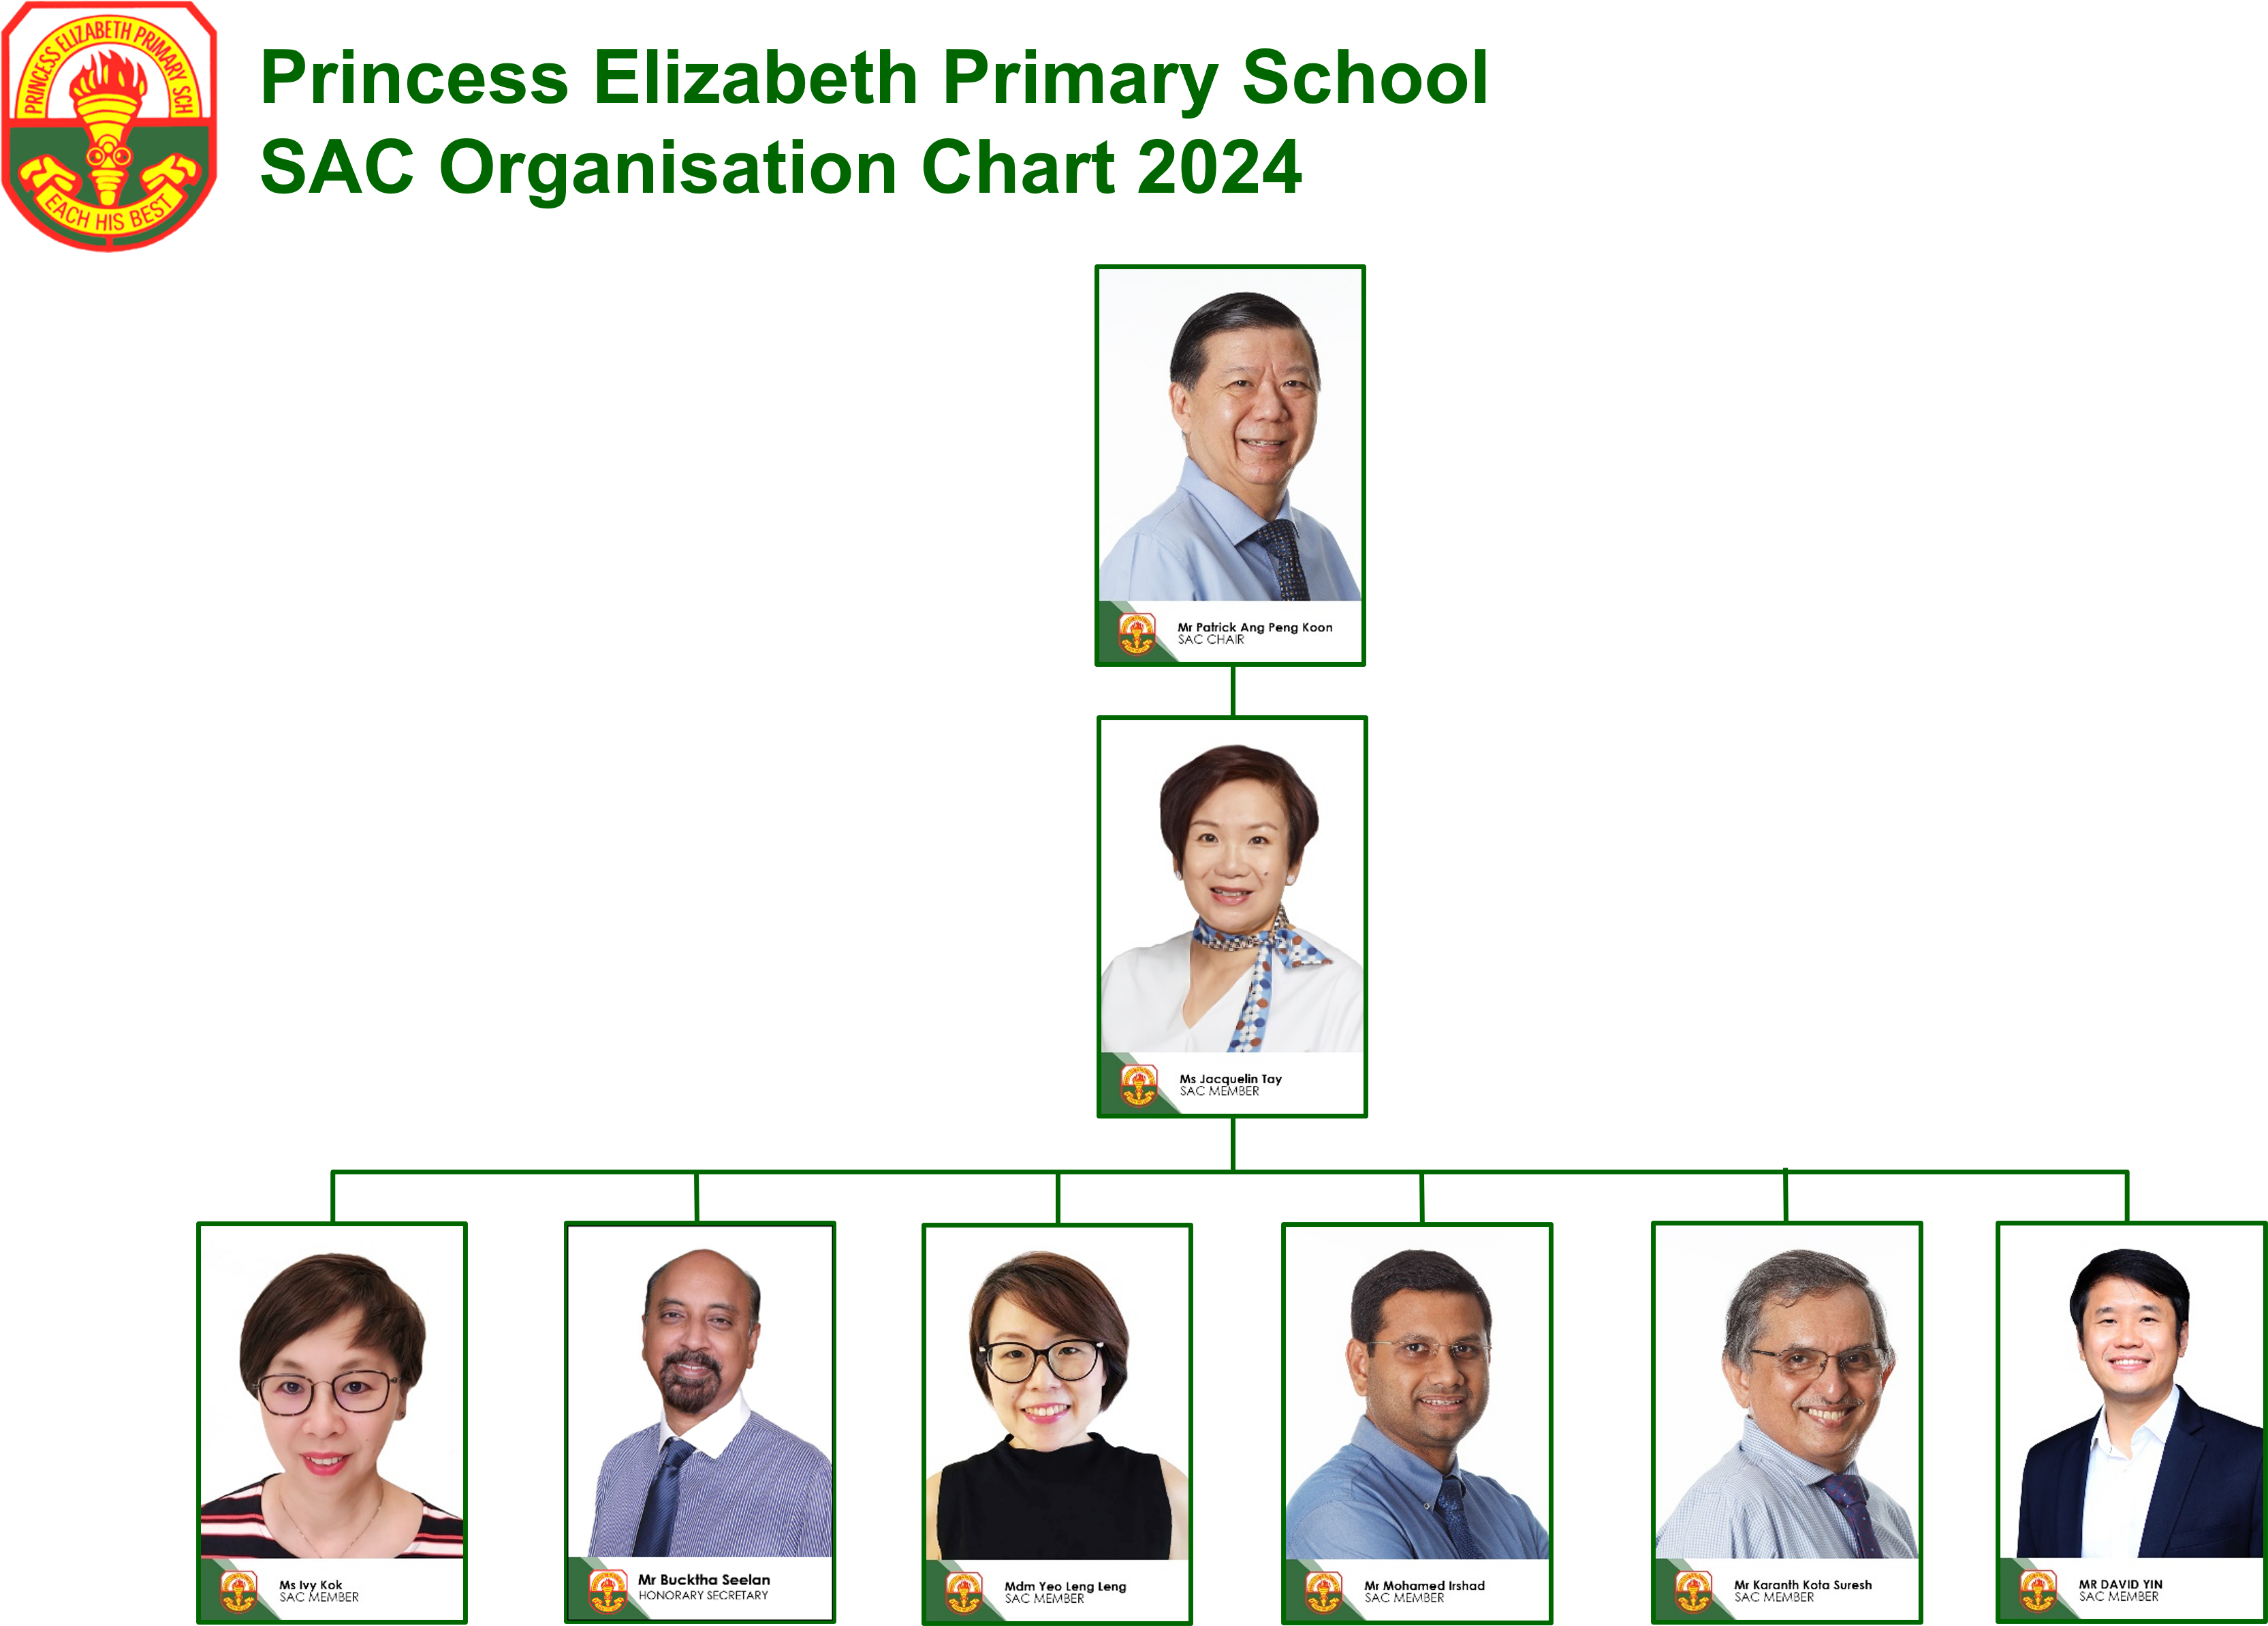 PRINCESS ELIZABETH PRIMARY SCH
EACH HIS BEST
Princess Elizabeth Primary School
SAC Organisation Chart 2024
Mr Patrick Ang Peng Koon
SAC CHAIR
Ms Jacquelin Tay
SAC MEMBER
Ms Ivy Kok
SAC MEMBER
Mr Bucktha Seelan
HONORARY SECRETARY
Mdm Yeo Leng Leng
SAC MEMBER
Mr Mohamed Irshad
SAC MEMBER
Mr Karanth Kota Suresh
SAC MEMBER
MR DAVID YIN
SAC MEMBER